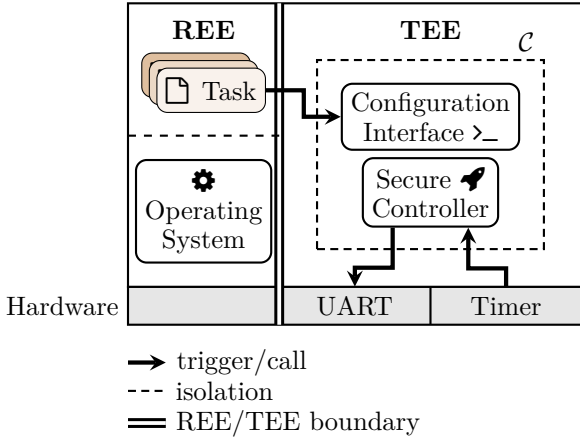 REE
TEE
𝒞
Task
Configuration
Interface >_
Operating
System
Secure
Controller
Hardware
UART
Timer
trigger/call
isolation
REE/TEE boundary